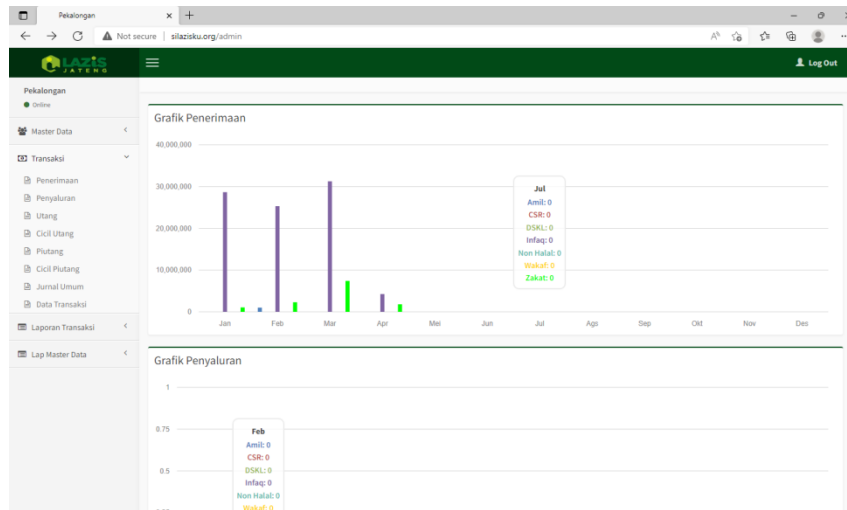 Pekalongan
Not secure | silazisku.org/admin
LAZiS
JATENG
Log Out
Pekalongan
Online
Master Data
Transaksi
Penerimaan
Penyaluran
Utang
Cicil Utang
Piutang
Cicil Piutang
Jurnal Umum
Data Transaksi
Laporan Transaksi
Lap Master Data
Grafik Penerimaan
40,000,000
30,000,000
20,000,000
10,000,000
0
Jul
Amil: 0
CSR: 0
DSKL: 0
Infaq: 0
Non Halal: 0
Wakaf: 0
Zakat: 0
Jan Feb Mar Apr Mei Jun Jul Ags Sep Okt Nov Des
Grafik Penyaluran
1
0.75
0.5
Feb
Amil: 0
CSR: 0
DSKL: 0
Infaq: 0
Non Halal: 0
Wakaf: 0